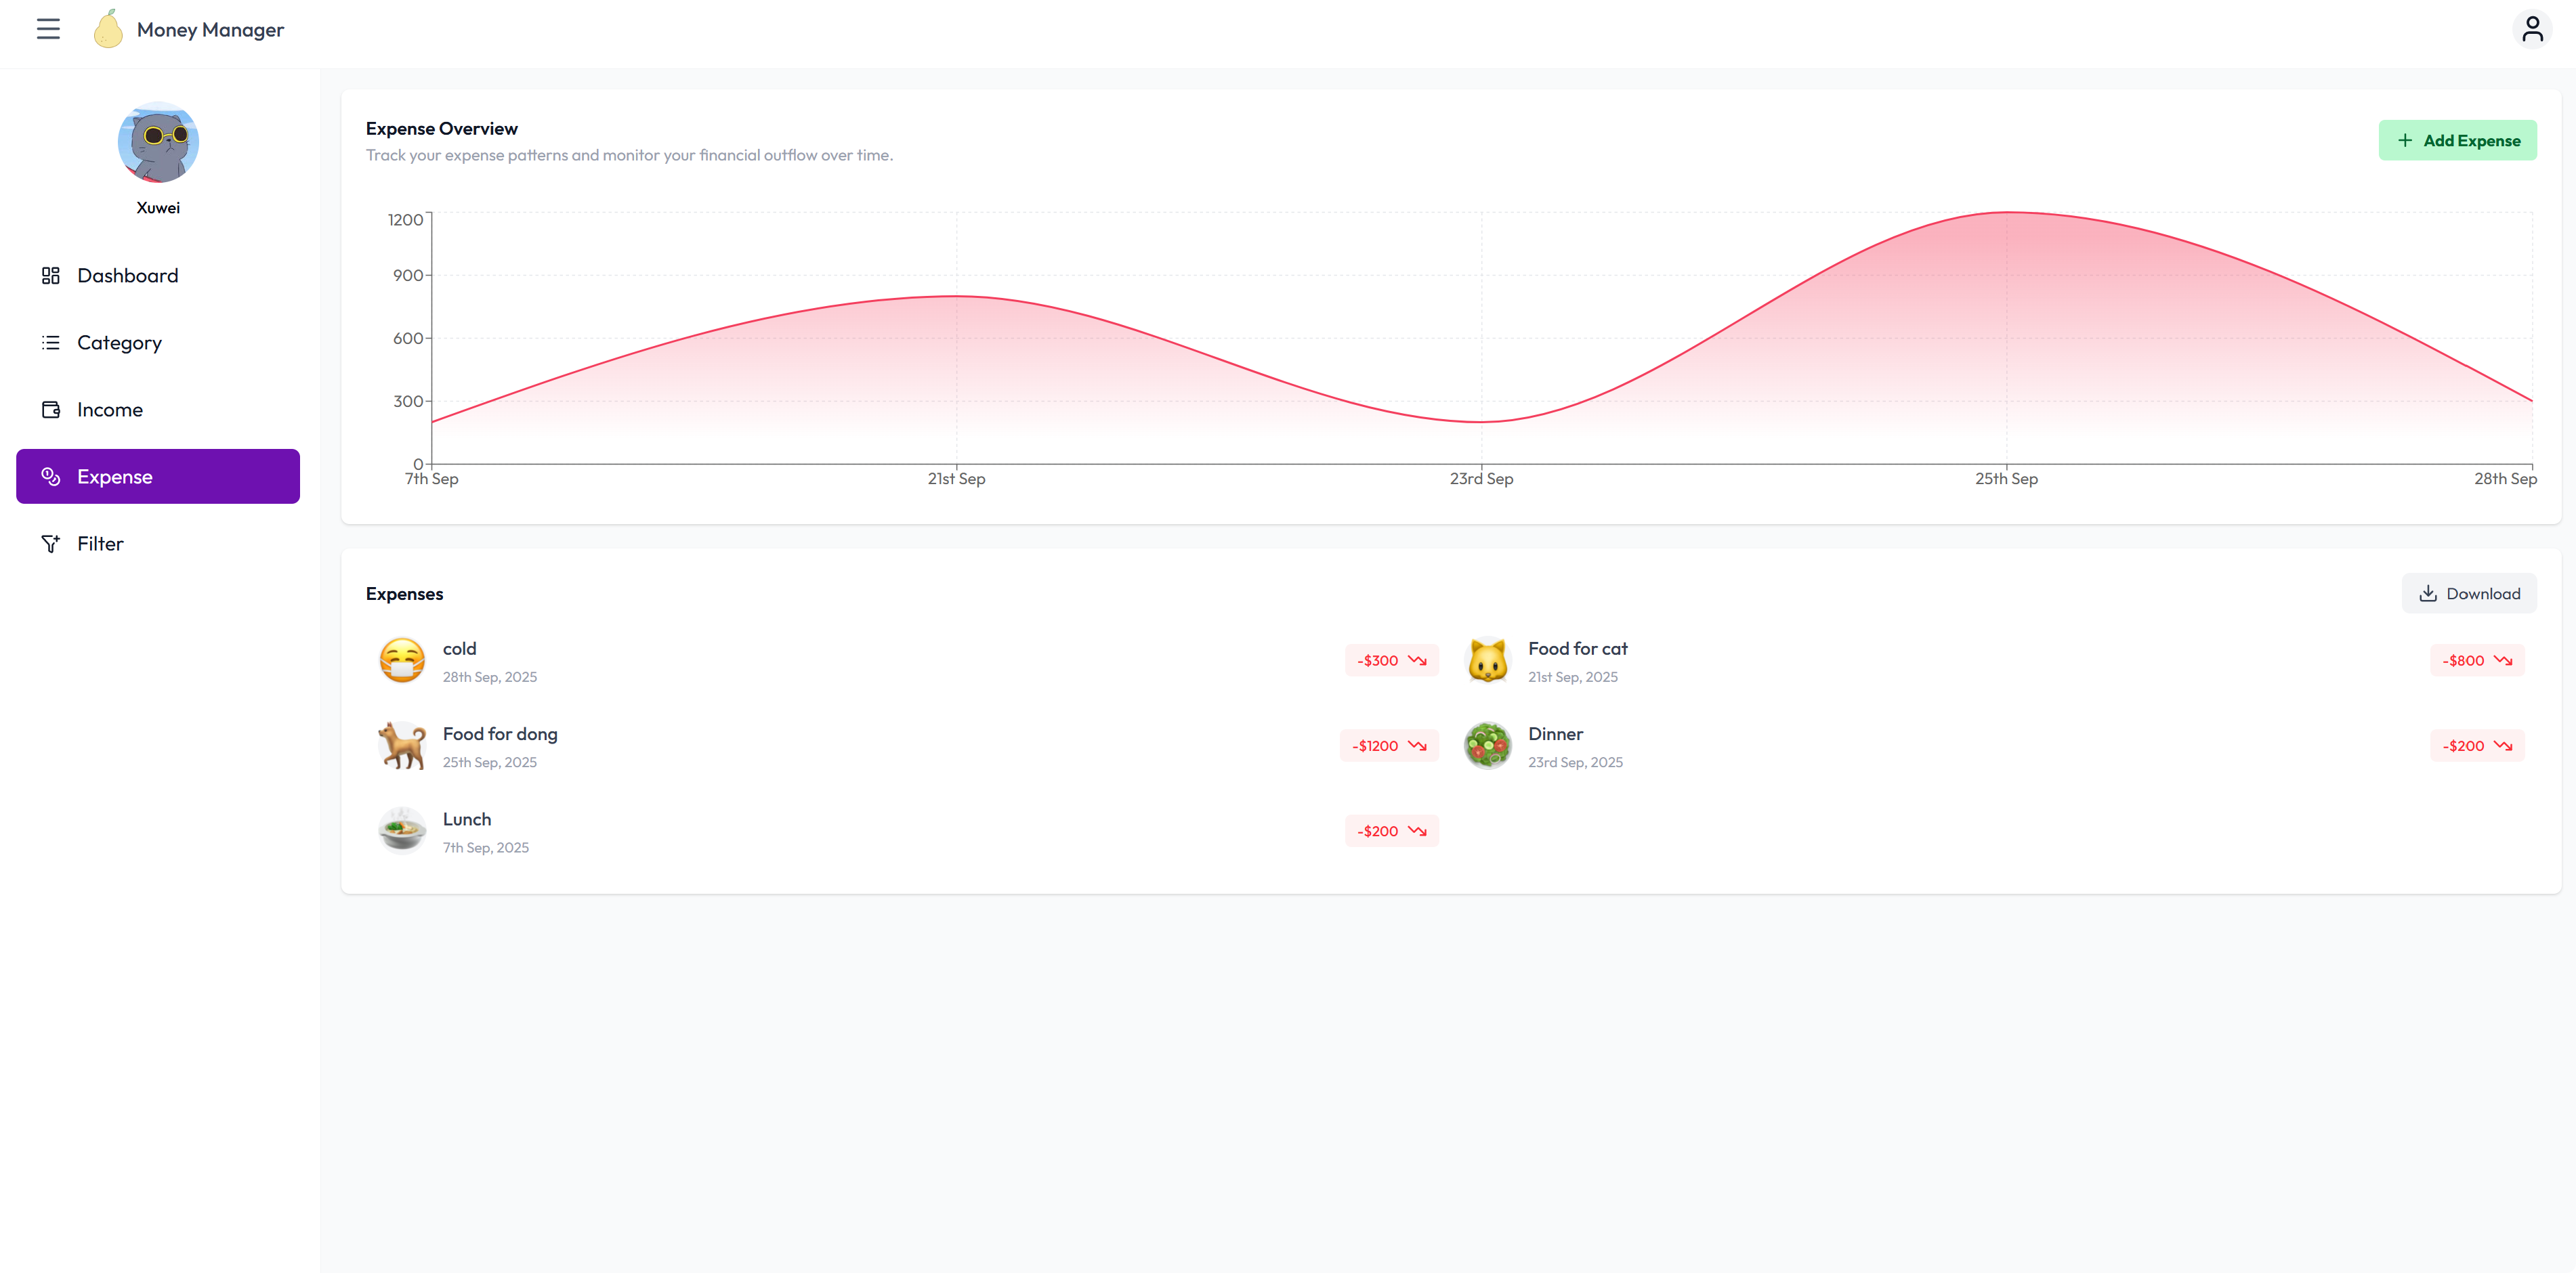 Money Manager
Xuwei
Dashboard
Category
Income
Expense
Filter
Expense Overview
Track your expense patterns and monitor your financial outflow over time.
+ Add Expense
1200
900
600
300
0
7th Sep
21st Sep
23rd Sep
25th Sep
28th Sep
Expenses
Download
cold
28th Sep, 2025
-$300
Food for cat
21st Sep, 2025
-$800
Food for dong
25th Sep, 2025
-$1200
Dinner
23rd Sep, 2025
-$200
Lunch
7th Sep, 2025
-$200